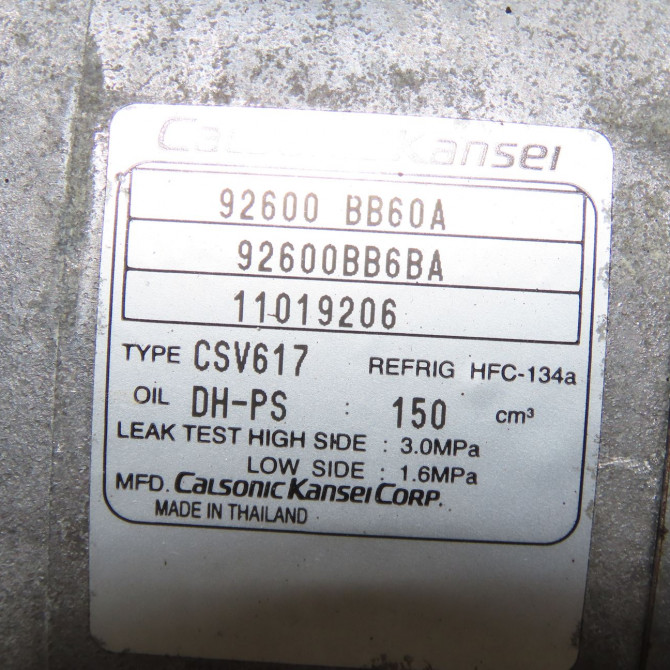 Calsonic Kansei
92600 BB60A
92600BB6BA
11019206
TYPE CSV617 REFRIG HFC-134a
OIL DH-PS : 150 cm³
LEAK TEST HIGH SIDE : 3.0MPa
LOW SIDE : 1.6MPa
MFD. Calsonic Kansei Corp.
MADE IN THAILAND